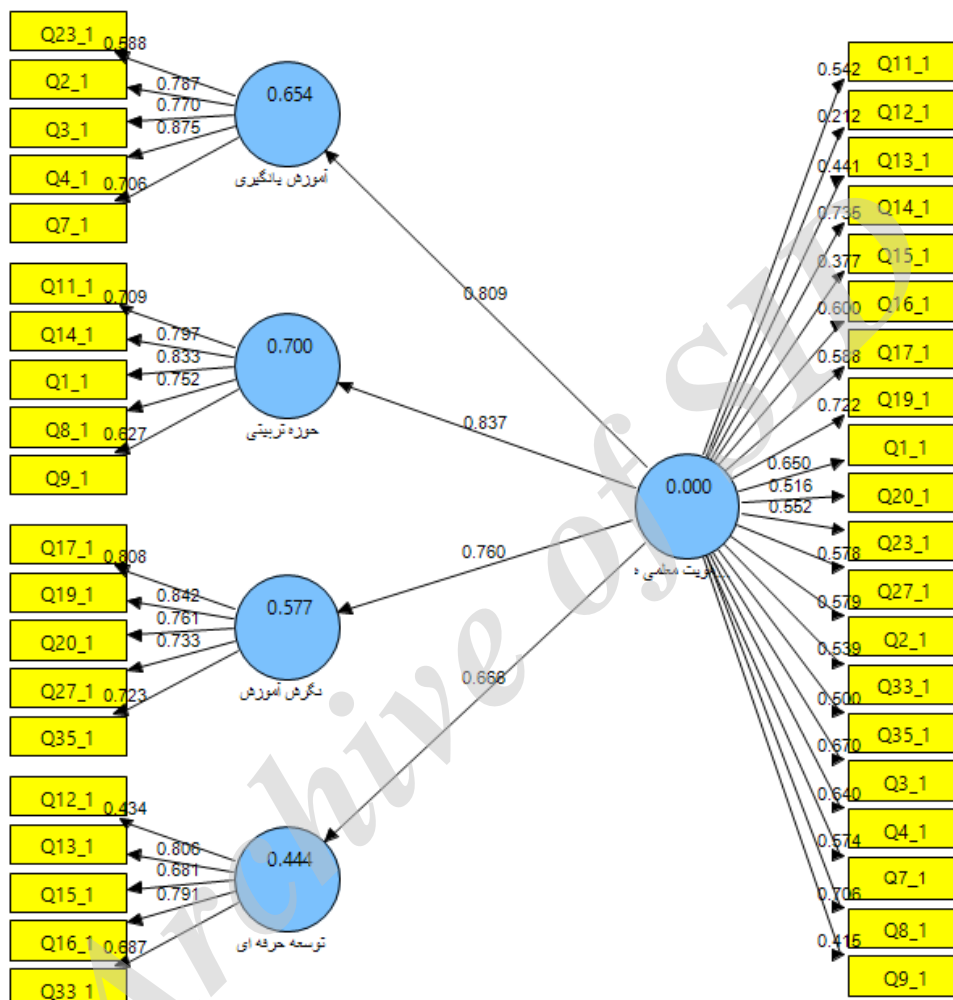 Q23_1
0.588
Q2_1
0.787
Q3_1
0.770
Q4_1
0.875
Q7_1
0.706
0.654
آموزش یادگیری
Q11_1
0.709
Q14_1
0.797
Q1_1
0.833
Q8_1
0.752
Q9_1
0.627
0.700
حوزه تربیتی
Q17_1
0.808
Q19_1
0.842
Q20_1
0.761
Q27_1
0.733
Q35_1
0.723
0.577
نگرش آموزش
Q12_1
0.434
Q13_1
0.806
Q15_1
0.681
Q16_1
0.791
Q33_1
0.687
0.444
توسعه حرفه ای
0.809
0.837
0.760
0.666
0.000
هویت معلمی ه...
0.542
Q11_1
0.212
Q12_1
0.441
Q13_1
0.735
Q14_1
0.377
Q15_1
0.600
Q16_1
0.588
Q17_1
0.722
Q19_1
0.650
Q1_1
0.516
Q20_1
0.552
Q23_1
0.578
Q27_1
0.579
Q2_1
0.539
Q33_1
0.500
Q35_1
0.670
Q3_1
0.640
Q4_1
0.574
Q7_1
0.706
Q8_1
0.415
Q9_1
Archive of SID